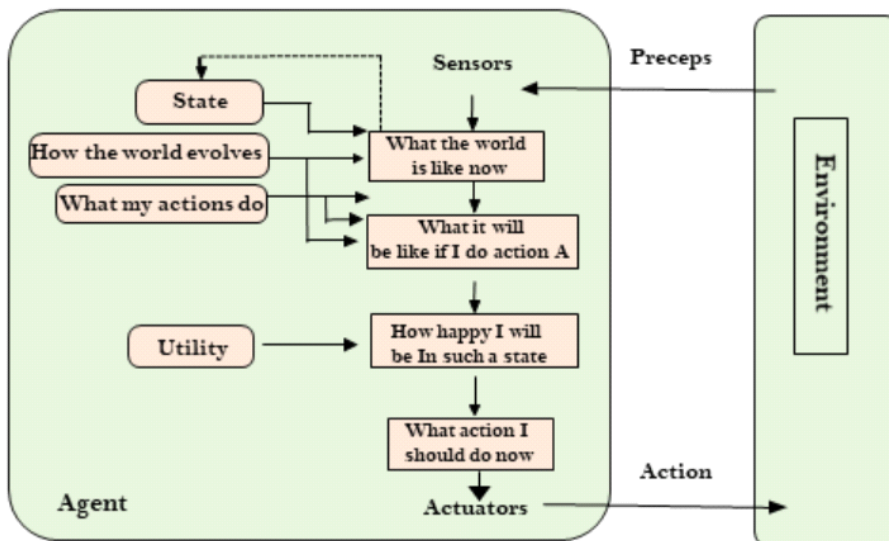 Sensors
Preceps
State
What the world
is like now
How the world evolves
What my actions do
What it will
be like if I do action A
Environment
Utility
How happy I will
be In such a state
What action I
should do now
Action
Agent
Actuators